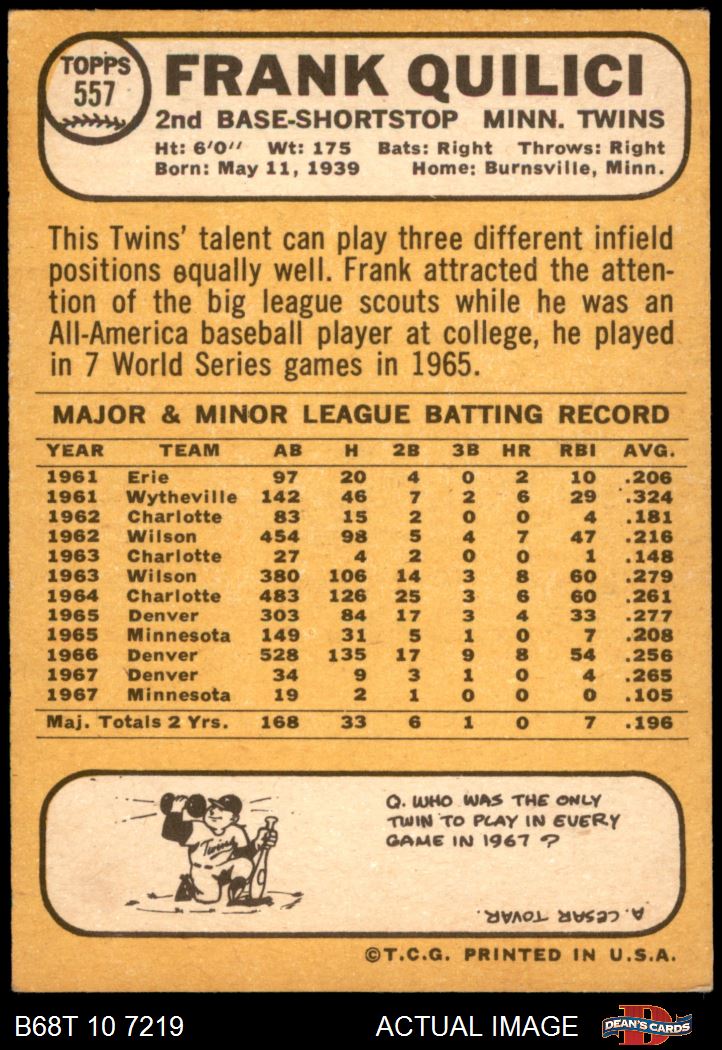 TOPPS
557
FRANK QUILICI
2nd BASE-SHORTSTOP MINN. TWINS
Ht: 6'0" Wt: 175 Bats: Right Throws: Right
Born: May 11, 1939 Home: Burnsville, Minn.
This Twins' talent can play three different infield
positions equally well. Frank attracted the atten-
tion of the big league scouts while he was an
All-America baseball player at college, he played
in 7 World Series games in 1965.
MAJOR & MINOR LEAGUE BATTING RECORD
YEAR TEAM AB H 2B 3B HR RBI AVG.
1961 Erie 97 20 4 0 2 10 .206
1961 Wytheville 142 46 7 2 6 29 .324
1962 Charlotte 83 15 2 0 0 4 .181
1962 Wilson 454 98 5 4 7 47 .216
1963 Charlotte 27 4 2 0 0 1 .148
1963 Wilson 380 106 14 3 8 60 .279
1964 Charlotte 483 126 25 3 6 60 .261
1965 Denver 303 84 17 3 4 33 .277
1965 Minnesota 149 31 5 1 0 7 .208
1966 Denver 528 135 17 9 8 54 .256
1967 Denver 34 9 3 1 0 4 .265
1967 Minnesota 19 2 1 0 0 0 .105
Maj. Totals 2 Yrs. 168 33 6 1 0 7 .196
Twins
Q. WHO WAS THE ONLY
TWIN TO PLAY IN EVERY
GAME IN 1967 ?
A. CESAR TOVAR.
©T.C.G. PRINTED IN U.S.A.
B68T 10 7219 ACTUAL IMAGE
D
DEAN'S CARDS